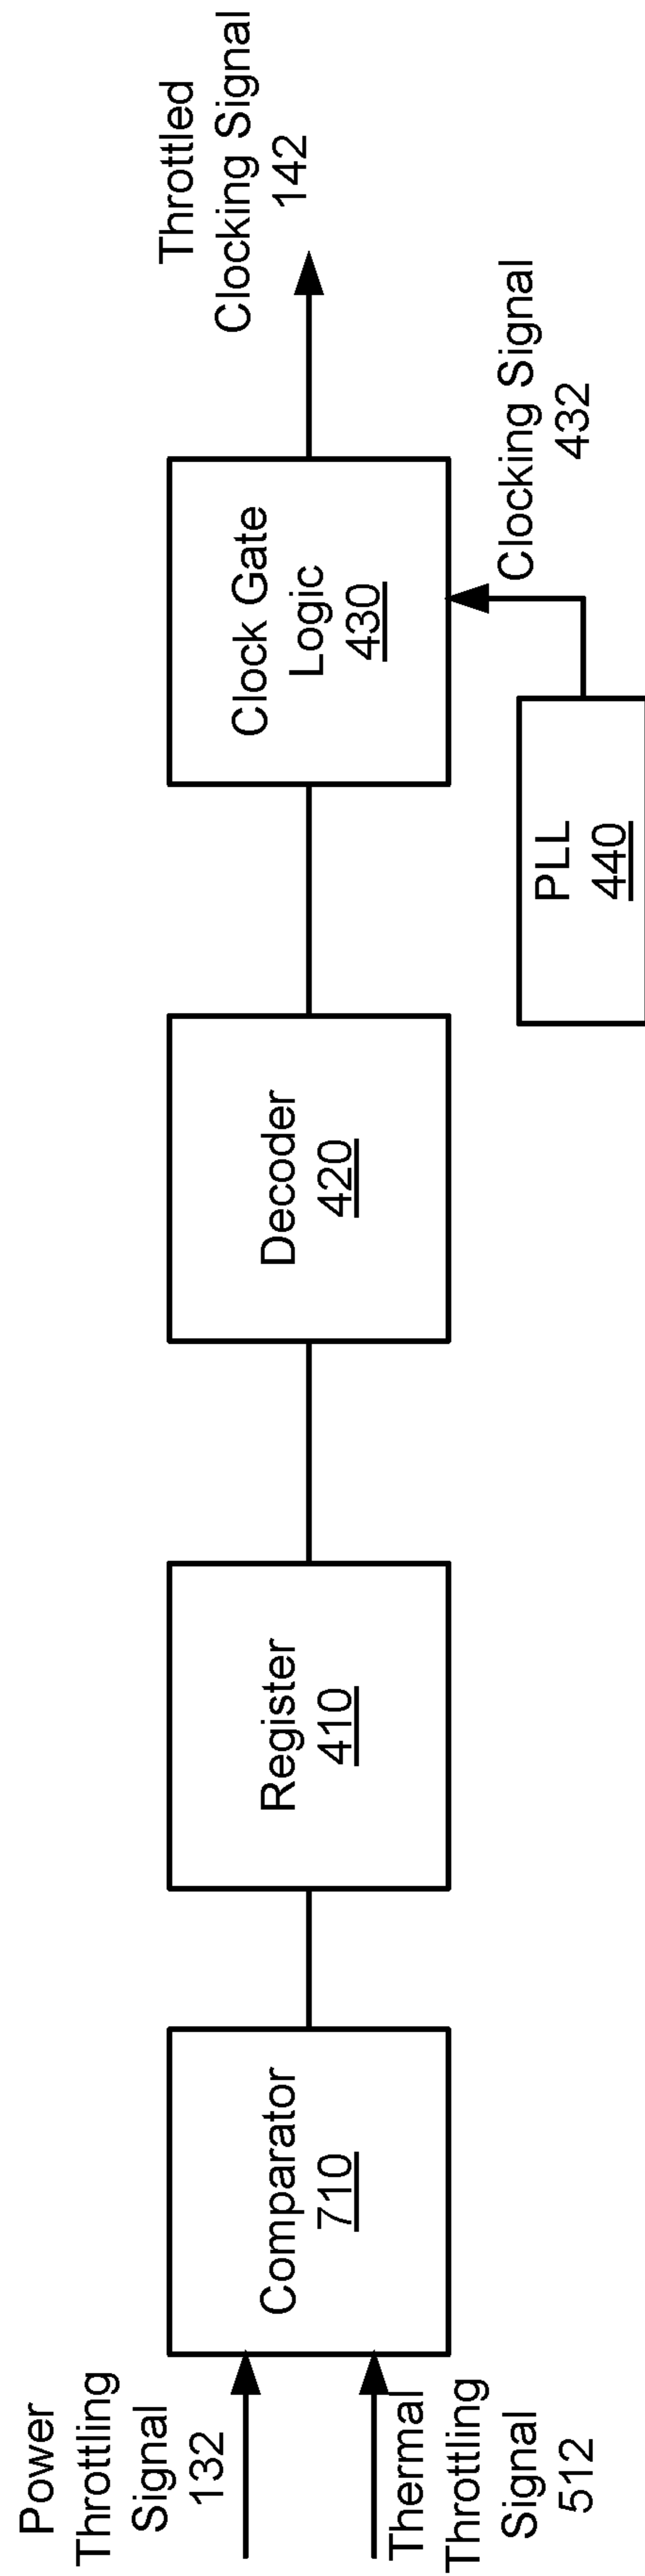 Power
Throttling
Signal
132
Thermal
Throttling
Signal
512
Comparator
710
Register
410
Decoder
420
Clock Gate
Logic
430
PLL
440
Clocking Signal
432
Throttled
Clocking Signal
142